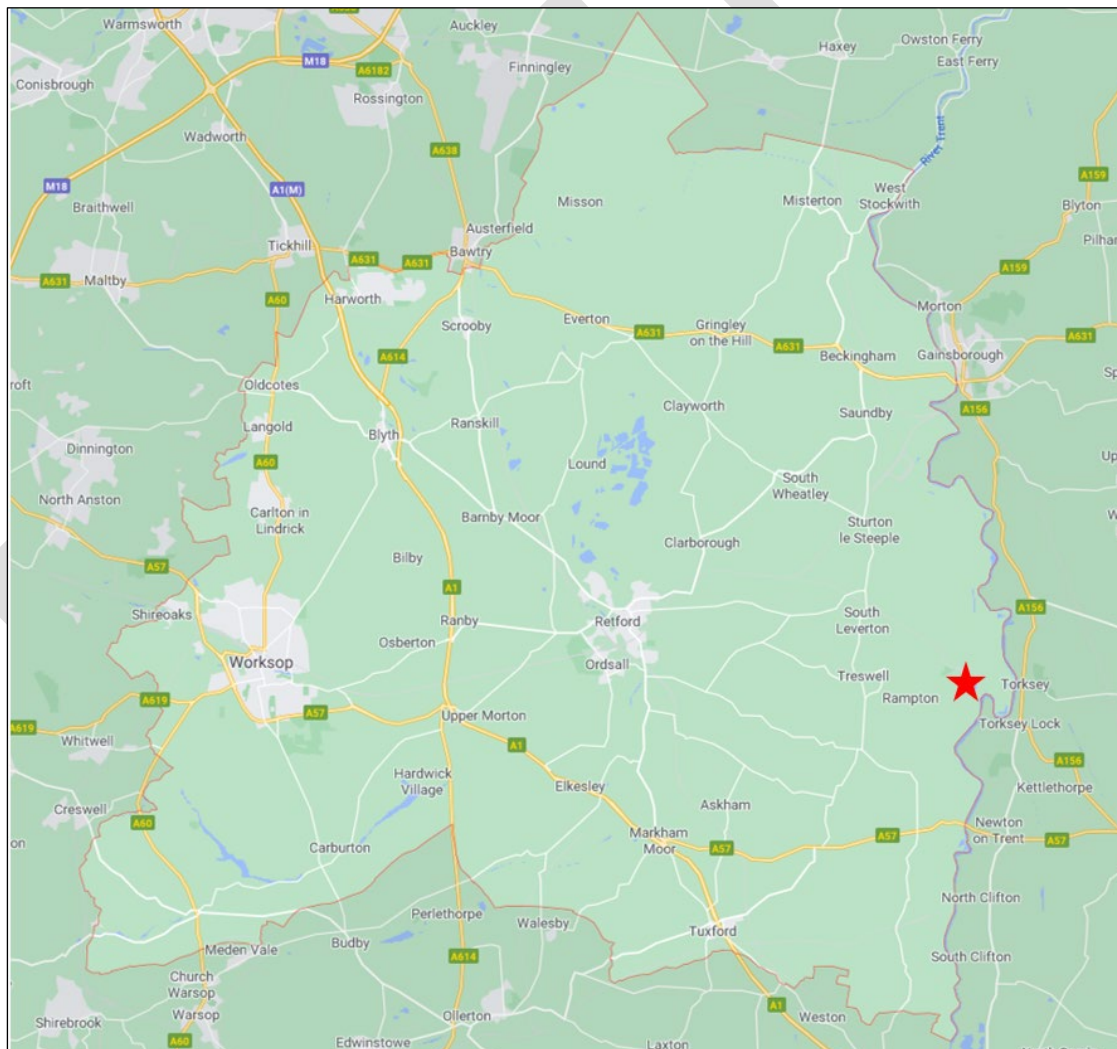 Warmsworth
Auckley
Haxey
Owston Ferry
East Ferry
Conisbrough
M18
A6182
Finningley
Rossington
River Trent
Wadworth
A638
A159
M18
A1(M)
Braithwell
Misson
Misterton
West
Stockwith
Blyton
Austerfield
Tickhill
Bawtry
Pilham
A631
Maltby
A631
A631
A60
Harworth
A159
Morton
Scrooby
Everton
A631
Gringley
on the Hill
A631
Beckingham
Gainsborough
A631
A614
Oldcotes
Clayworth
Saundby
A156
Langold
Blyth
Ranskill
Dinnington
A60
Lound
South
Wheatley
North Anston
Carlton in
Lindrick
Barnby Moor
Sturton
le Steeple
Clarborough
A57
Bilby
A1
Shireoaks
Ranby
Retford
South
Leverton
A156
Osberton
Worksop
Ordsall
Treswell
Rampton
Torksey
A619
A57
Upper Morton
Torksey Lock
A619
Whitwell
A1
A156
Hardwick
Village
Elkesley
Askham
Kettlethorpe
Creswell
A60
Markham
Moor
A57
A57
Newton
on Trent
A57
Carburton
North Clifton
Perlethorpe
Walesby
Tuxford
Budby
Meden Vale
A614
South Clifton
Church
Warsop
Warsop
A1
Weston
Shirebrook
Ollerton
A60
Edwinstowe
Laxton